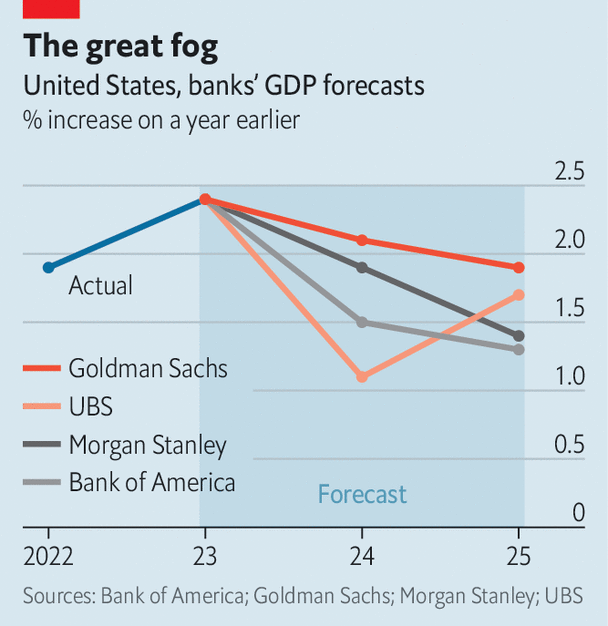 The great fog
United States, banks’ GDP forecasts
% increase on a year earlier
2.5
2.0
Actual
1.5
Goldman Sachs
1.0
UBS
Morgan Stanley
0.5
Bank of America
Forecast
0
2022 23 24 25
Sources: Bank of America; Goldman Sachs; Morgan Stanley; UBS